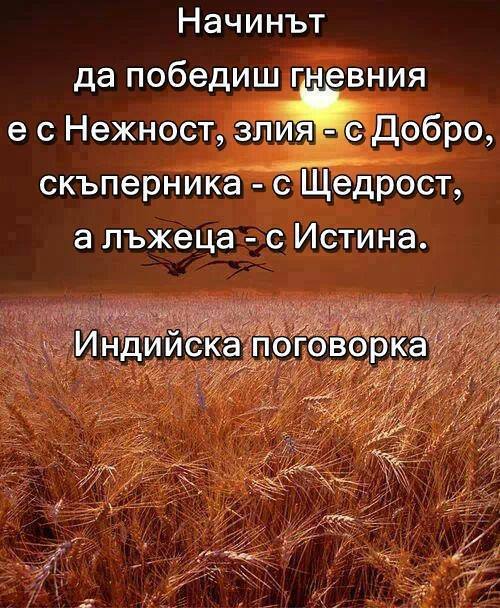 Начинът
да победиш гневния
е с Нежност, злия - с Добро,
скъперника - с Щедрост,
а лъжеца - с Истина.
Индийска поговорка